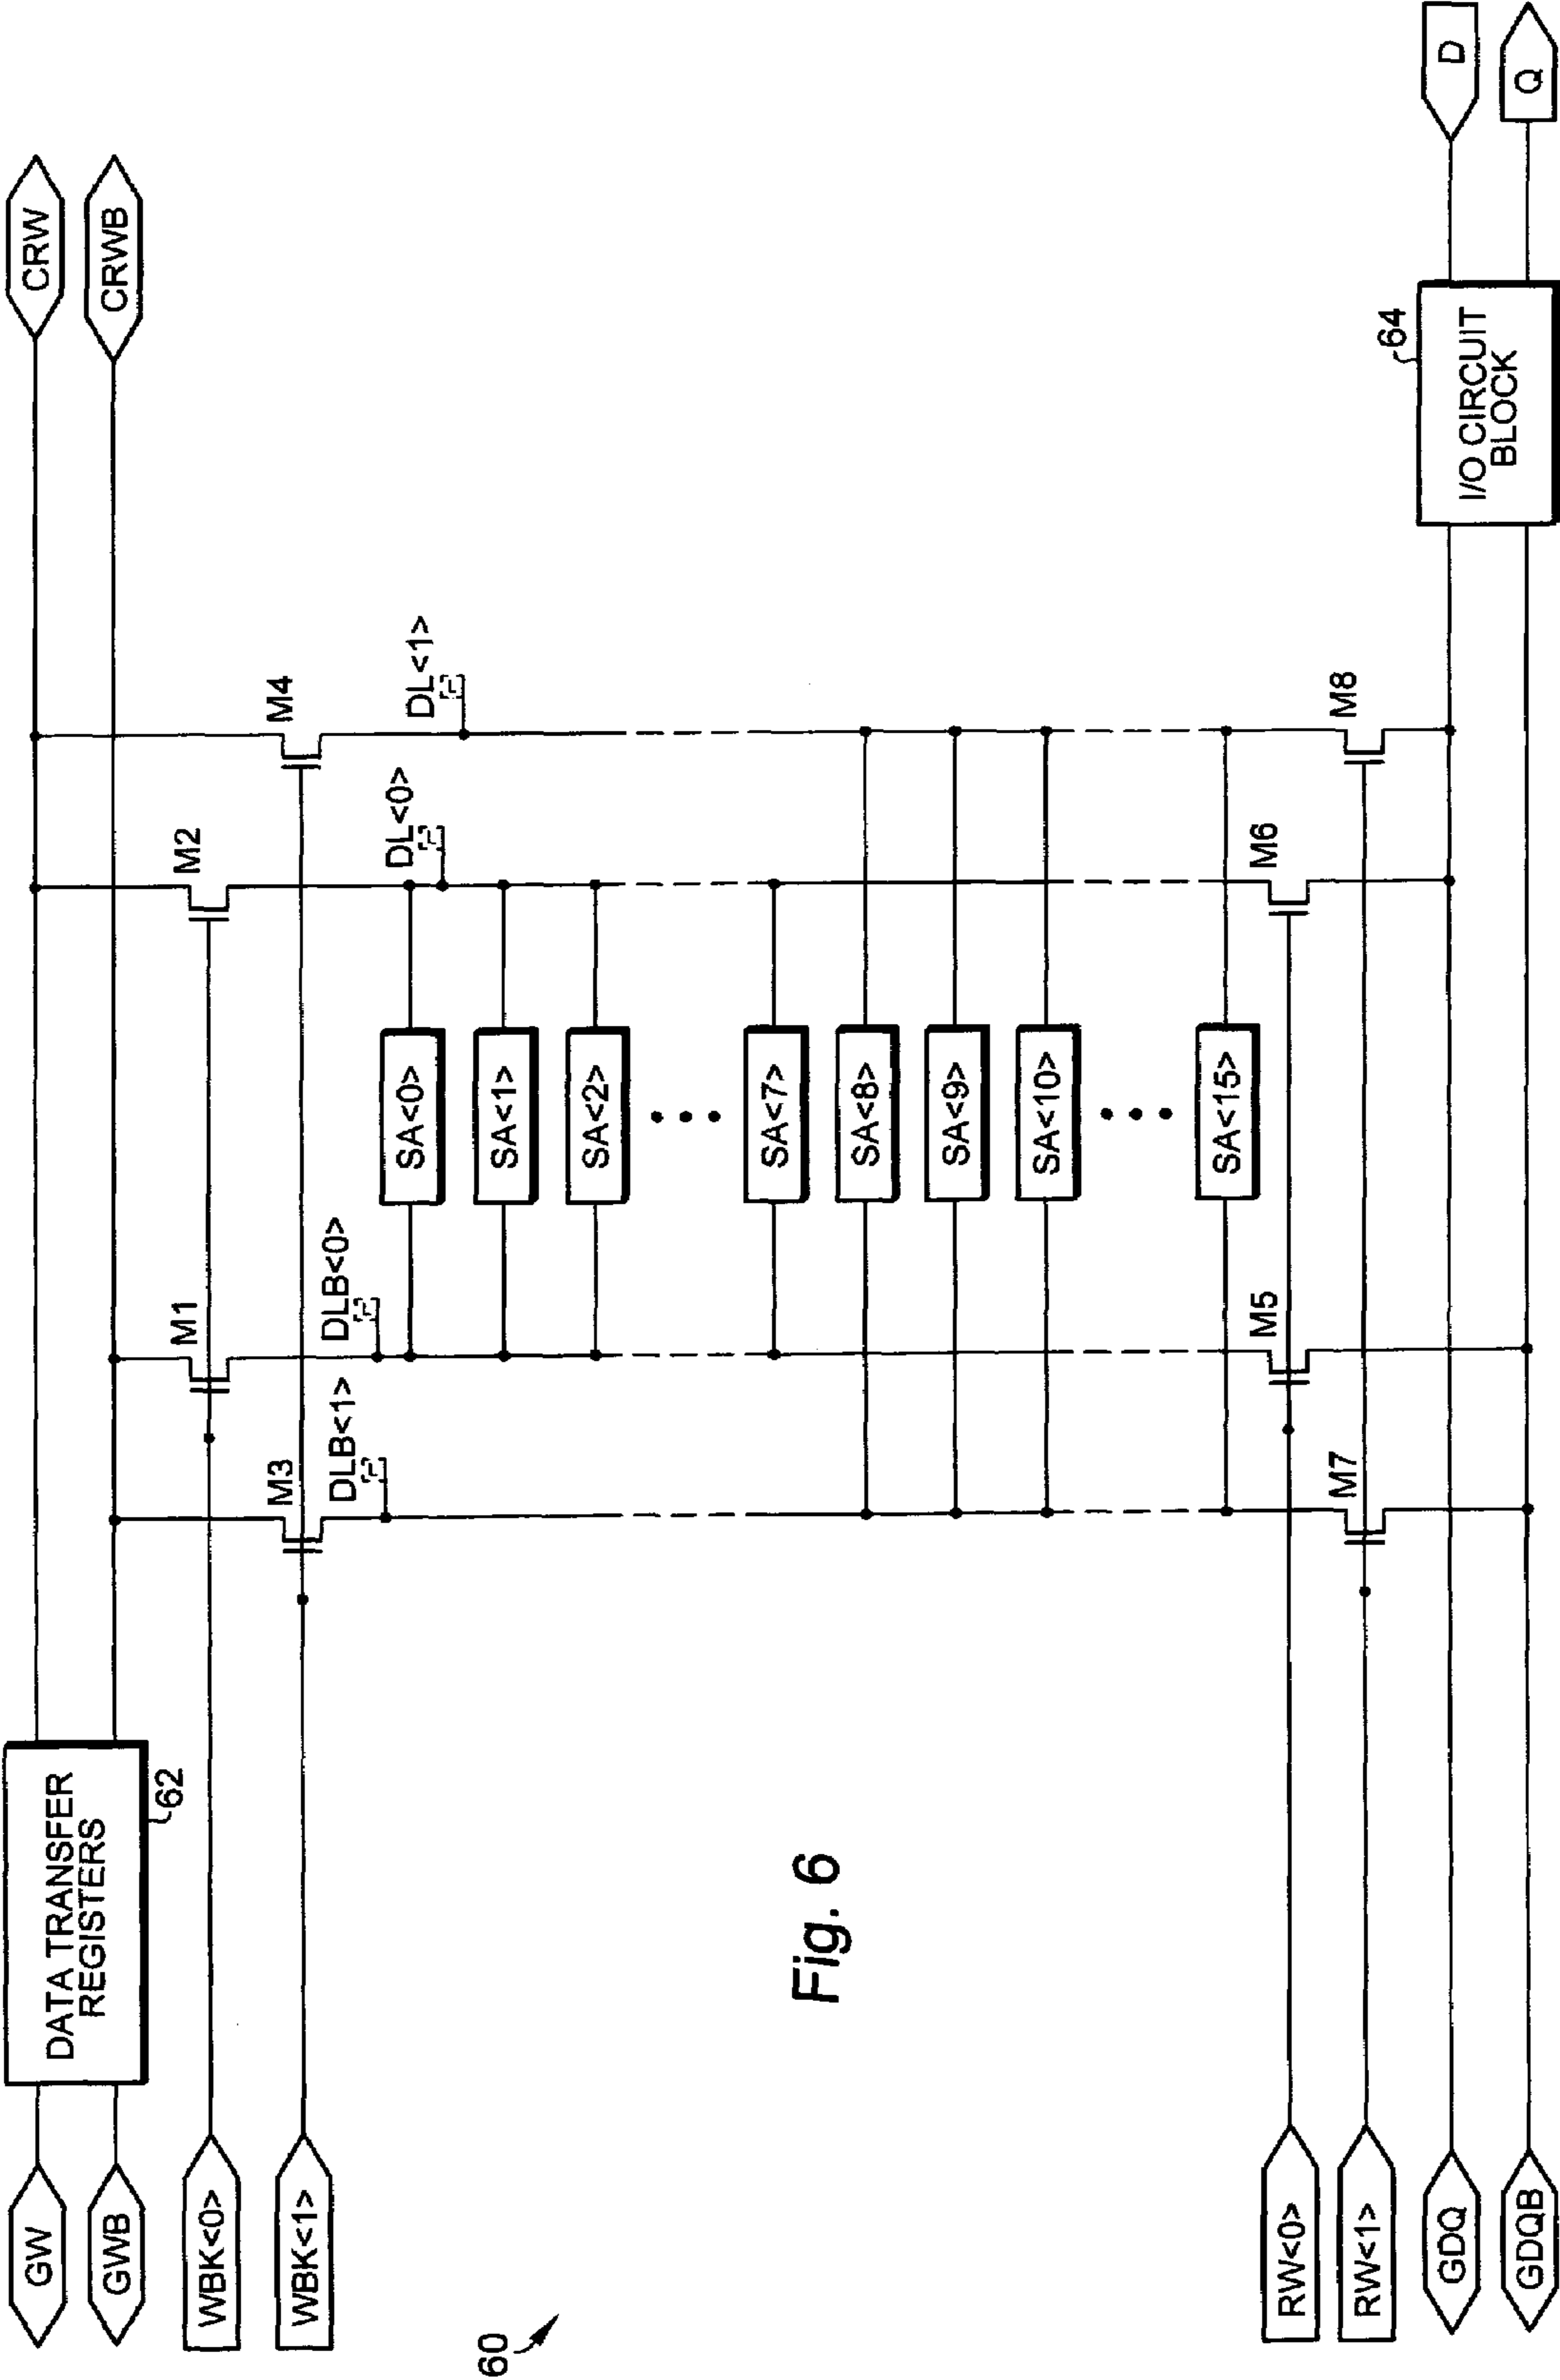 GW
GWB
WBK<0>
WBK<1>
DATA TRANSFER
REGISTERS
62
CRW
CRWB
M1
M2
M3
M4
DLB<0>
DLB<1>
DL<0>
DL<1>
SA<0>
SA<1>
SA<2>
SA<7>
SA<8>
SA<9>
SA<10>
SA<15>
M5
M6
M7
M8
RW<0>
RW<1>
GDQ
GDQB
64
I/O CIRCUIT
BLOCK
D
Q
60
Fig. 6